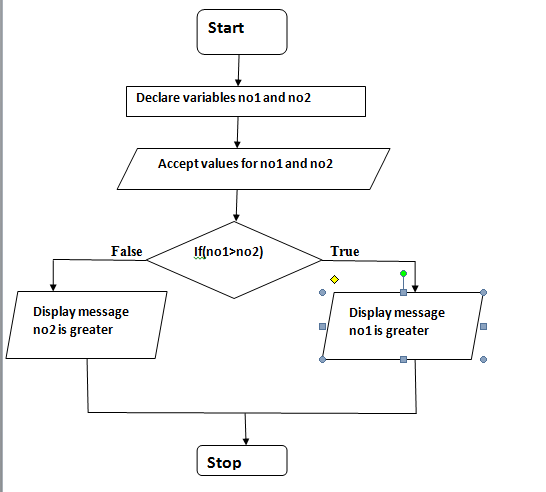 Start
Declare variables no1 and no2
Accept values for no1 and no2
If(no1>no2)
False
True
Display message
no2 is greater
Display message
no1 is greater
Stop